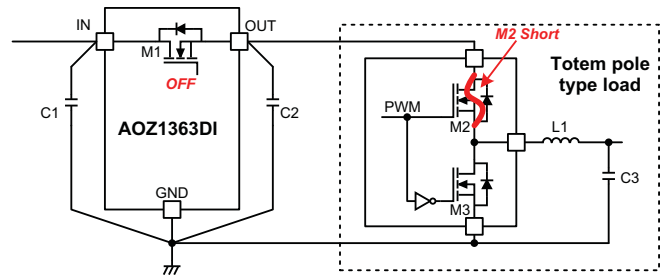 IN
OUT
M1
OFF
C1
AOZ1363DI
C2
GND
M2 Short
Totem pole
type load
PWM
M2
L1
M3
C3